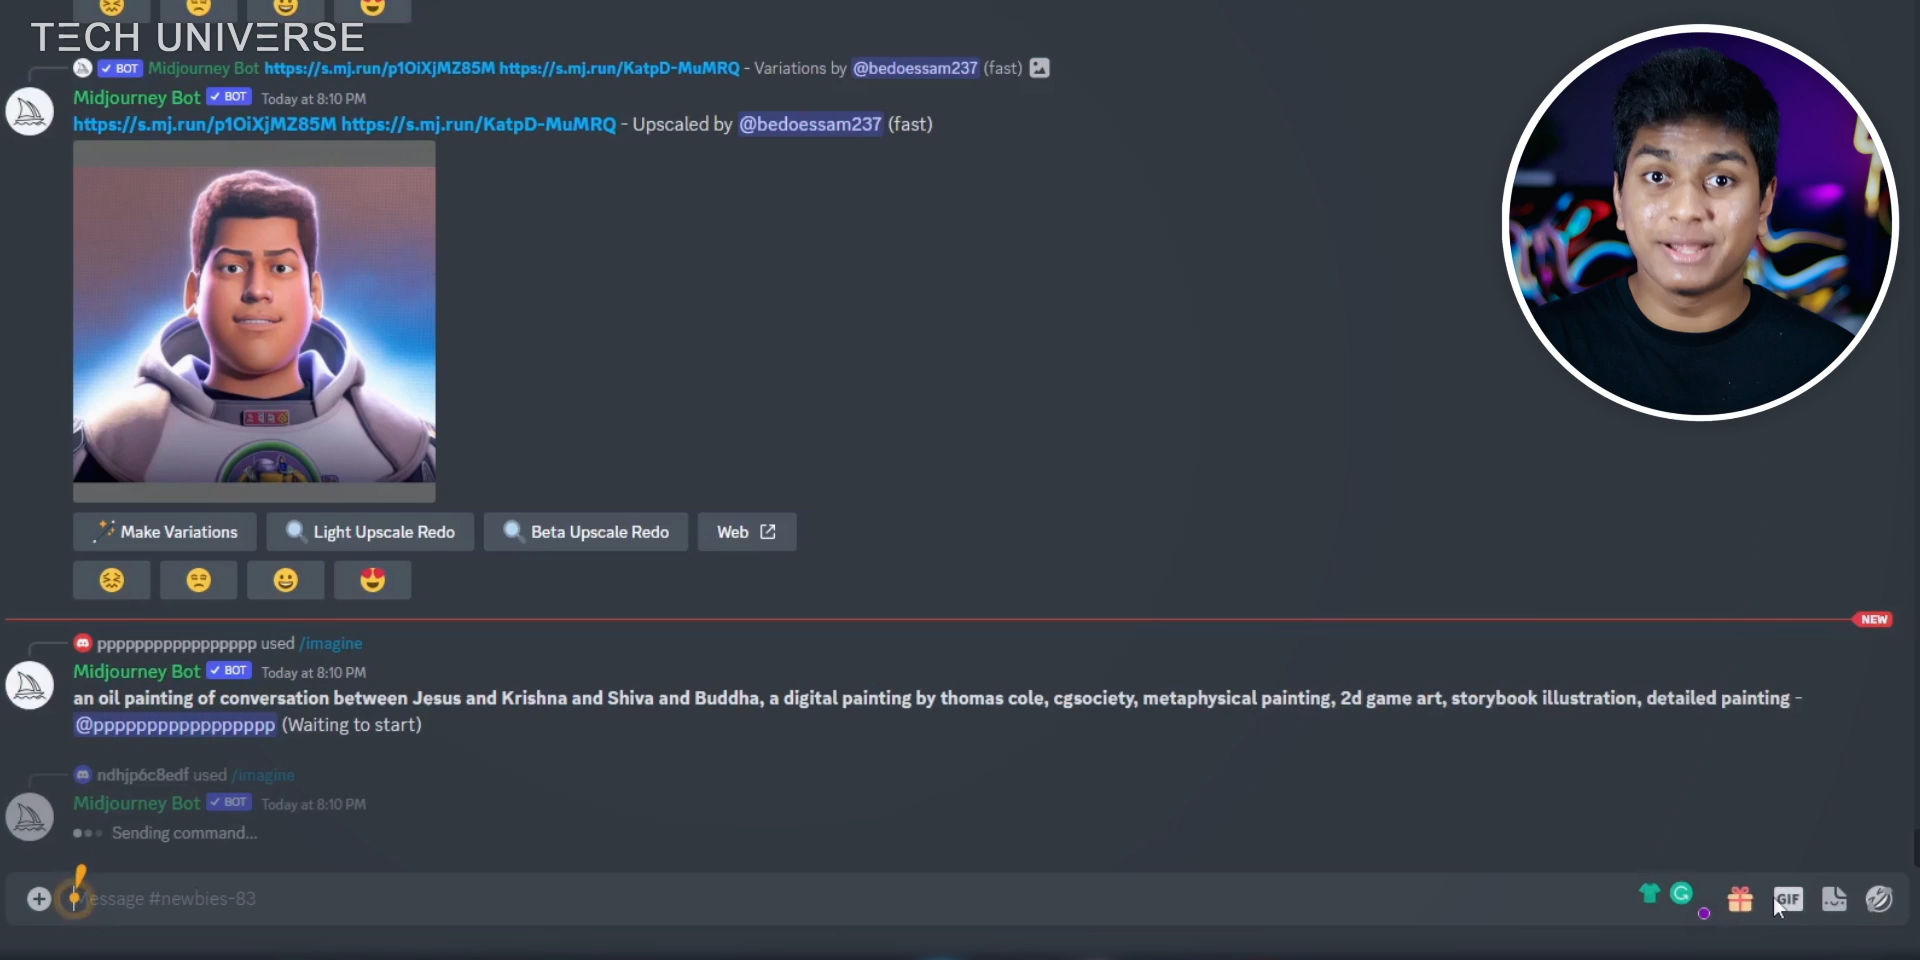 TECH UNIVERSE
BOT Midjourney Bot https://s.mj.run/p1OiXjMZ85M https://s.mj.run/KatpD-MuMRQ - Variations by @bedoessam237 (fast)
Midjourney Bot BOT Today at 8:10 PM
https://s.mj.run/p1OiXjMZ85M https://s.mj.run/KatpD-MuMRQ - Upscaled by @bedoessam237 (fast)
Make Variations Light Upscale Redo Beta Upscale Redo Web
NEW
ppppppppppppppppp used /imagine
Midjourney Bot BOT Today at 8:10 PM
an oil painting of conversation between Jesus and Krishna and Shiva and Buddha, a digital painting by thomas cole, cgsociety, metaphysical painting, 2d game art, storybook illustration, detailed painting -
@ppppppppppppppppp (Waiting to start)
ndhjp6c8edf used /imagine
Midjourney Bot BOT Today at 8:10 PM
Sending command...
Message #newbies-83
GIF